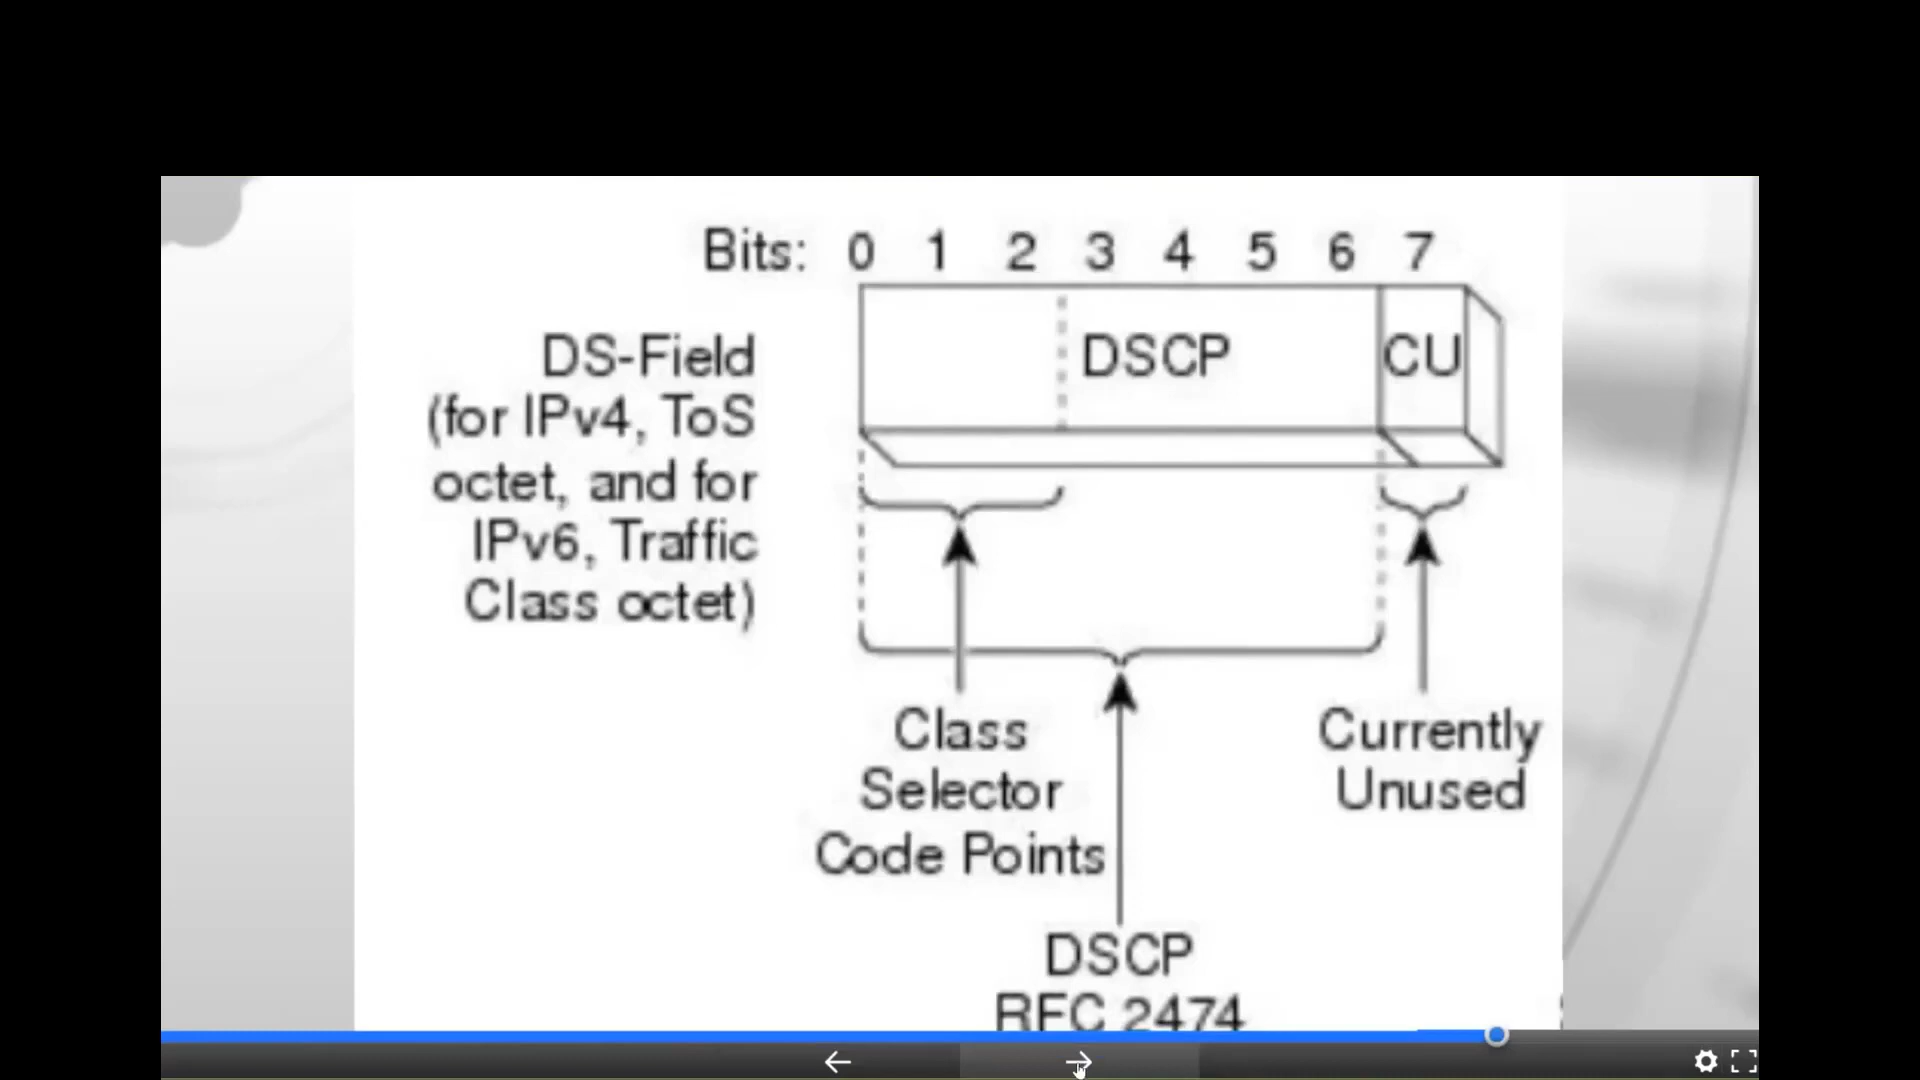 Bits: 0 1 2 3 4 5 6 7
DS-Field
(for IPv4, ToS
octet, and for
IPv6, Traffic
Class octet)
DSCP
CU
Class
Selector
Code Points
Currently
Unused
DSCP
RFC 2474